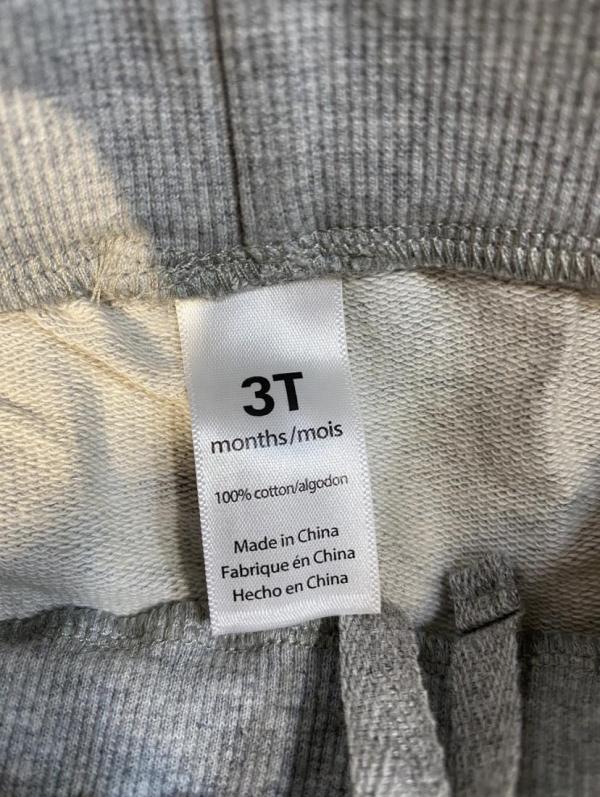 3T
months/mois
100% cotton/algodon
Made in China
Fabrique én China
Hecho en China